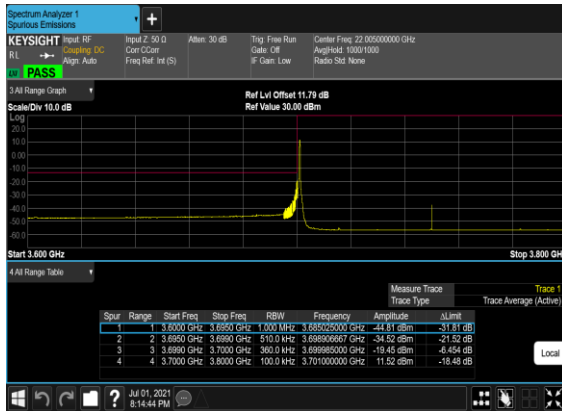 Spectrum Analyzer 1
Spurious Emissions
KEYSIGHT Input: RF Input Z: 50 Ω Atten: 30 dB Trig: Free Run Center Freq: 22.005000000 GHz
RL Coupling: DC Corr CCorr Gate: Off Avg|Hold: 1000/1000
Align: Auto Freq Ref: Int (S) IF Gain: Low Radio Std: None
PASS
3 All Range Graph
Ref Lvl Offset 11.79 dB
Scale/Div 10.0 dB Ref Value 30.00 dBm
Log
20.0
10.0
0.00
-10.0
-20.0
-30.0
-40.0
-50.0
-60.0
Start 3.600 GHz Stop 3.800 GH
4 All Range Table
Measure Trace Trace 1
Trace Type Trace Average (Active)
Spur Range Start Freq Stop Freq RBW Frequency Amplitude ΔLimit
1 1 3.6000 GHz 3.6950 GHz 1.000 MHz 3.685025000 GHz -44.81 dBm -31.81 dB
2 2 3.6950 GHz 3.6990 GHz 510.0 kHz 3.698906667 GHz -34.52 dBm -21.52 dB
3 3 3.6990 GHz 3.7000 GHz 360.0 kHz 3.699985000 GHz -19.45 dBm -6.454 dB
4 4 3.7000 GHz 3.8000 GHz 100.0 kHz 3.701000000 GHz 11.52 dBm -18.48 dB
Local
? Jul 01, 2021
8:14:44 PM